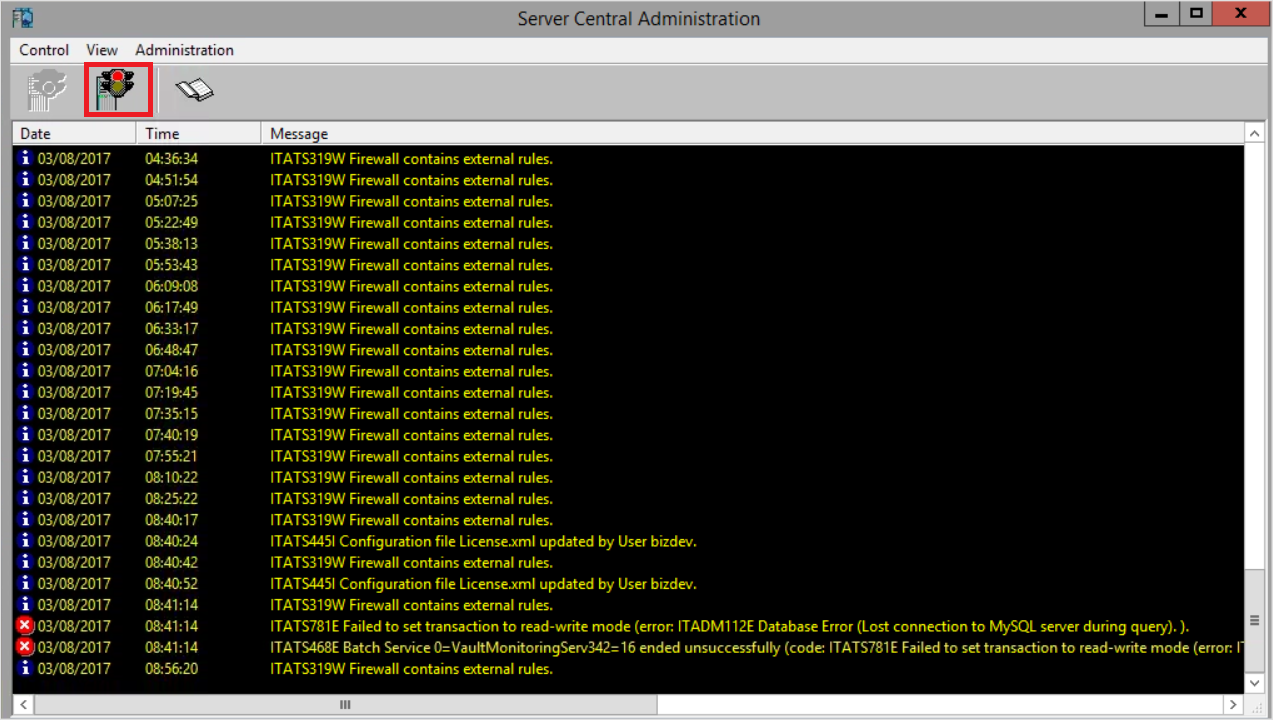 Server Central Administration
Control View Administration
Date Time Message
03/08/2017 04:36:34 ITATS319W Firewall contains external rules.
03/08/2017 04:51:54 ITATS319W Firewall contains external rules.
03/08/2017 05:07:25 ITATS319W Firewall contains external rules.
03/08/2017 05:22:49 ITATS319W Firewall contains external rules.
03/08/2017 05:38:13 ITATS319W Firewall contains external rules.
03/08/2017 05:53:43 ITATS319W Firewall contains external rules.
03/08/2017 06:09:08 ITATS319W Firewall contains external rules.
03/08/2017 06:17:49 ITATS319W Firewall contains external rules.
03/08/2017 06:33:17 ITATS319W Firewall contains external rules.
03/08/2017 06:48:47 ITATS319W Firewall contains external rules.
03/08/2017 07:04:16 ITATS319W Firewall contains external rules.
03/08/2017 07:19:45 ITATS319W Firewall contains external rules.
03/08/2017 07:35:15 ITATS319W Firewall contains external rules.
03/08/2017 07:40:19 ITATS319W Firewall contains external rules.
03/08/2017 07:55:21 ITATS319W Firewall contains external rules.
03/08/2017 08:10:22 ITATS319W Firewall contains external rules.
03/08/2017 08:25:22 ITATS319W Firewall contains external rules.
03/08/2017 08:40:17 ITATS319W Firewall contains external rules.
03/08/2017 08:40:24 ITATS445I Configuration file License.xml updated by User bizdev.
03/08/2017 08:40:42 ITATS319W Firewall contains external rules.
03/08/2017 08:40:52 ITATS445I Configuration file License.xml updated by User bizdev.
03/08/2017 08:41:14 ITATS319W Firewall contains external rules.
03/08/2017 08:41:14 ITATS781E Failed to set transaction to read-write mode (error: ITADM112E Database Error (Lost connection to MySQL server during query). ).
03/08/2017 08:41:14 ITATS468E Batch Service 0=VaultMonitoringServ342=16 ended unsuccessfully (code: ITATS781E Failed to set transaction to read-write mode (error:
03/08/2017 08:56:20 ITATS319W Firewall contains external rules.